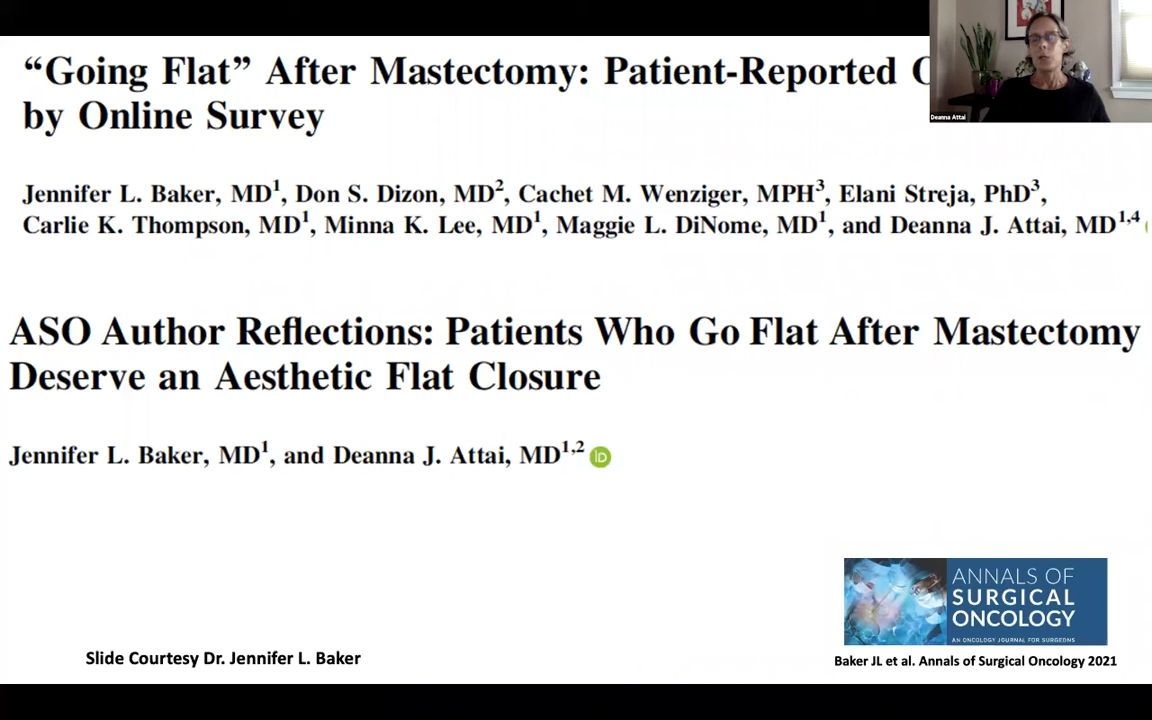 “Going Flat” After Mastectomy: Patient-Reported
by Online Survey
Deanna Attai
Jennifer L. Baker, MD1, Don S. Dizon, MD2, Cachet M. Wenziger, MPH3, Elani Streja, PhD3,
Carlie K. Thompson, MD1, Minna K. Lee, MD1, Maggie L. DiNome, MD1, and Deanna J. Attai, MD1,4
ASO Author Reflections: Patients Who Go Flat After Mastectomy
Deserve an Aesthetic Flat Closure
Jennifer L. Baker, MD1, and Deanna J. Attai, MD1,2 iD
ANNALS OF
SURGICAL
ONCOLOGY
AN ONCOLOGY JOURNAL FOR SURGEONS
Slide Courtesy Dr. Jennifer L. Baker
Baker JL et al. Annals of Surgical Oncology 2021